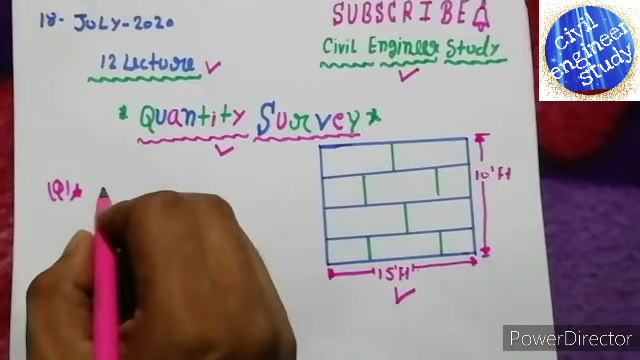 18-JULY-2020
SUBSCRIBE
12 Lecture
Civil Engineer Study
* Quantity Survey *
(Q)*
10'ft
15'ft
civil
engineer
study
PowerDirector